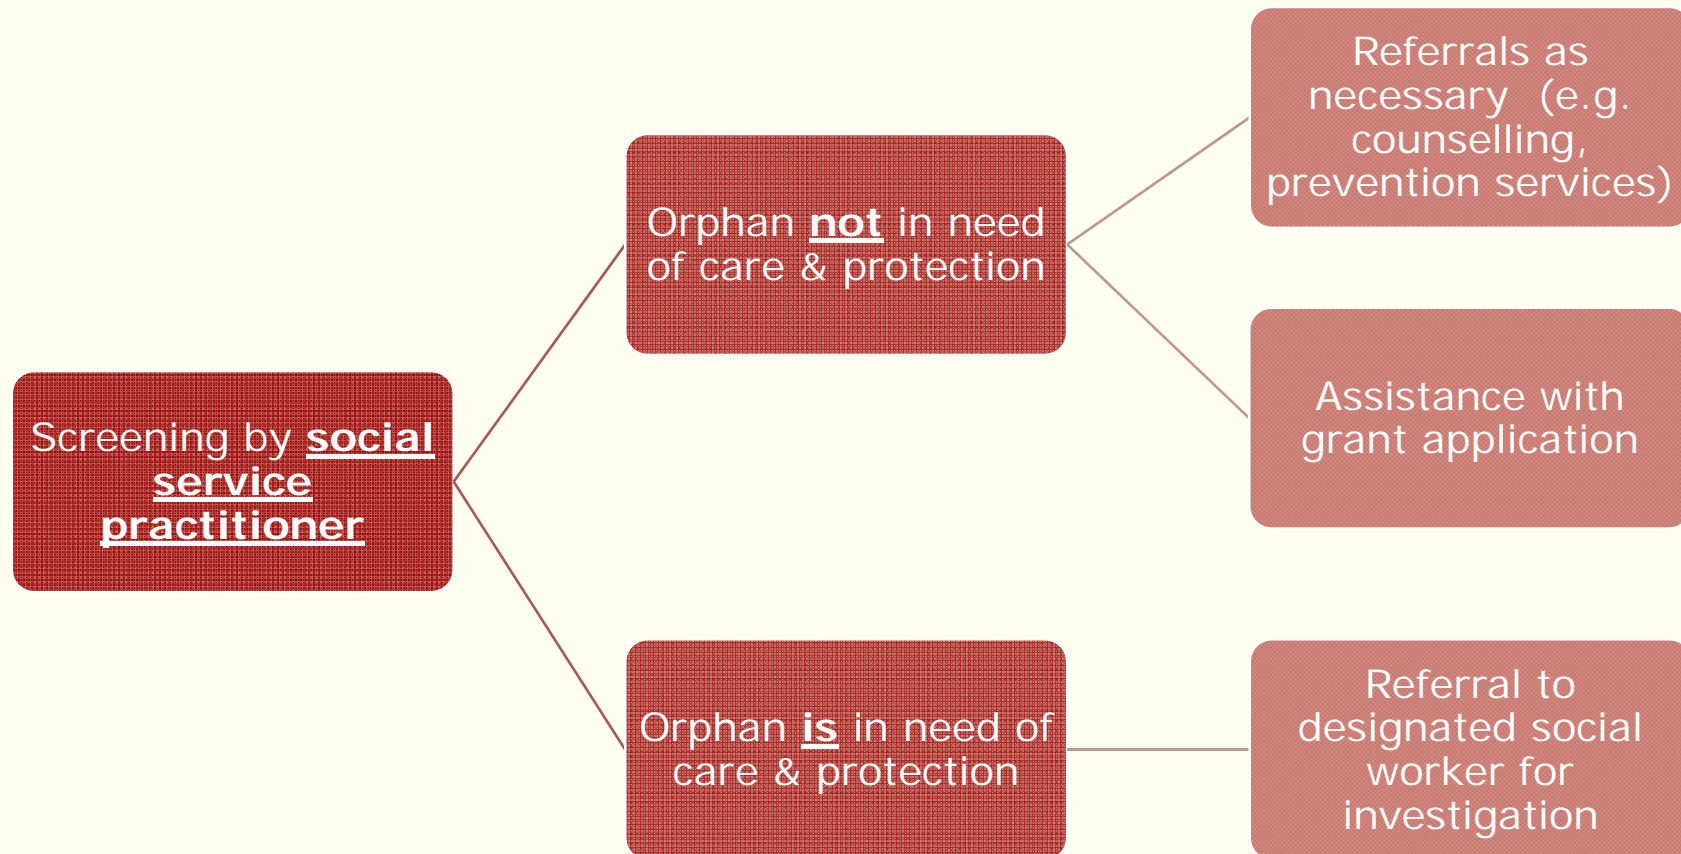 Screening by social
service
practitioner
Orphan not in need
of care & protection
Referrals as
necessary (e.g.
counselling,
prevention services)
Assistance with
grant application
Orphan is in need of
care & protection
Referral to
designated social
worker for
investigation